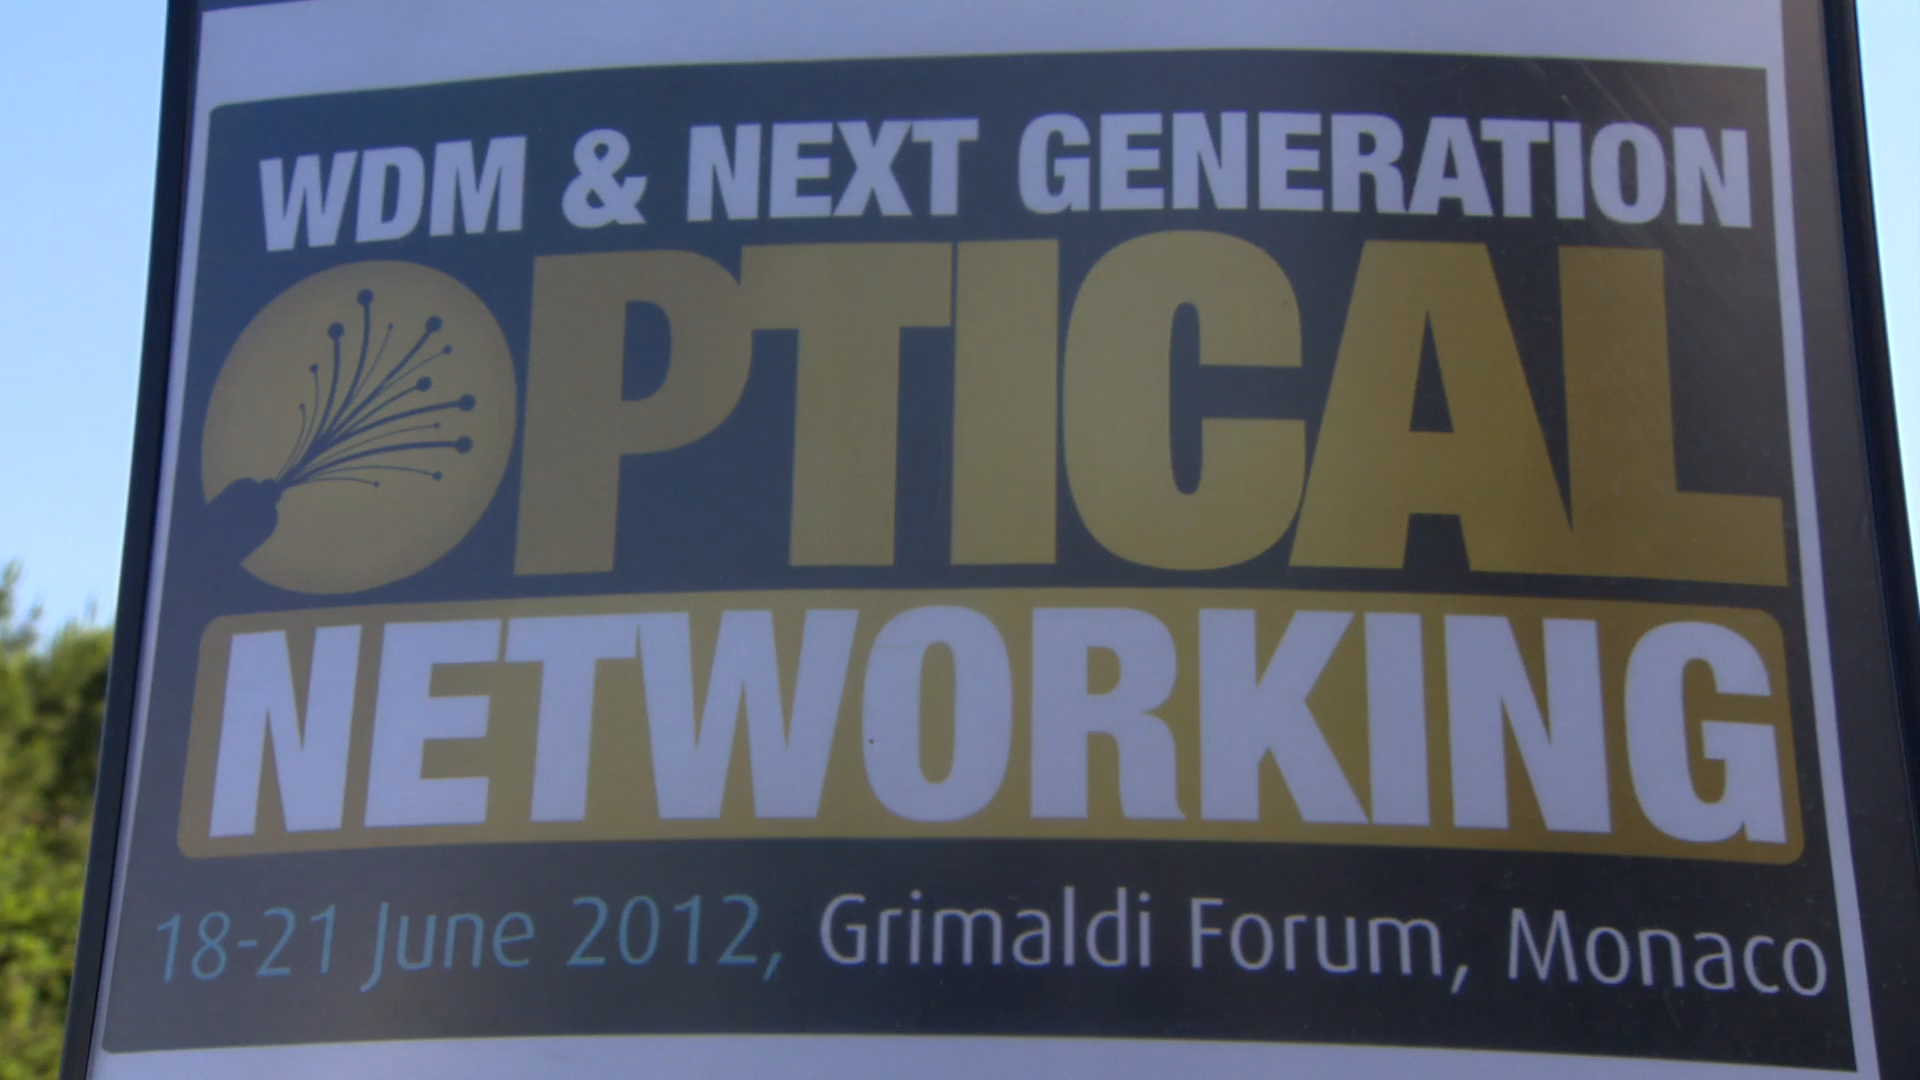 WDM & NEXT GENERATION
OPTICAL
NETWORKING
18-21 June 2012, Grimaldi Forum, Monaco